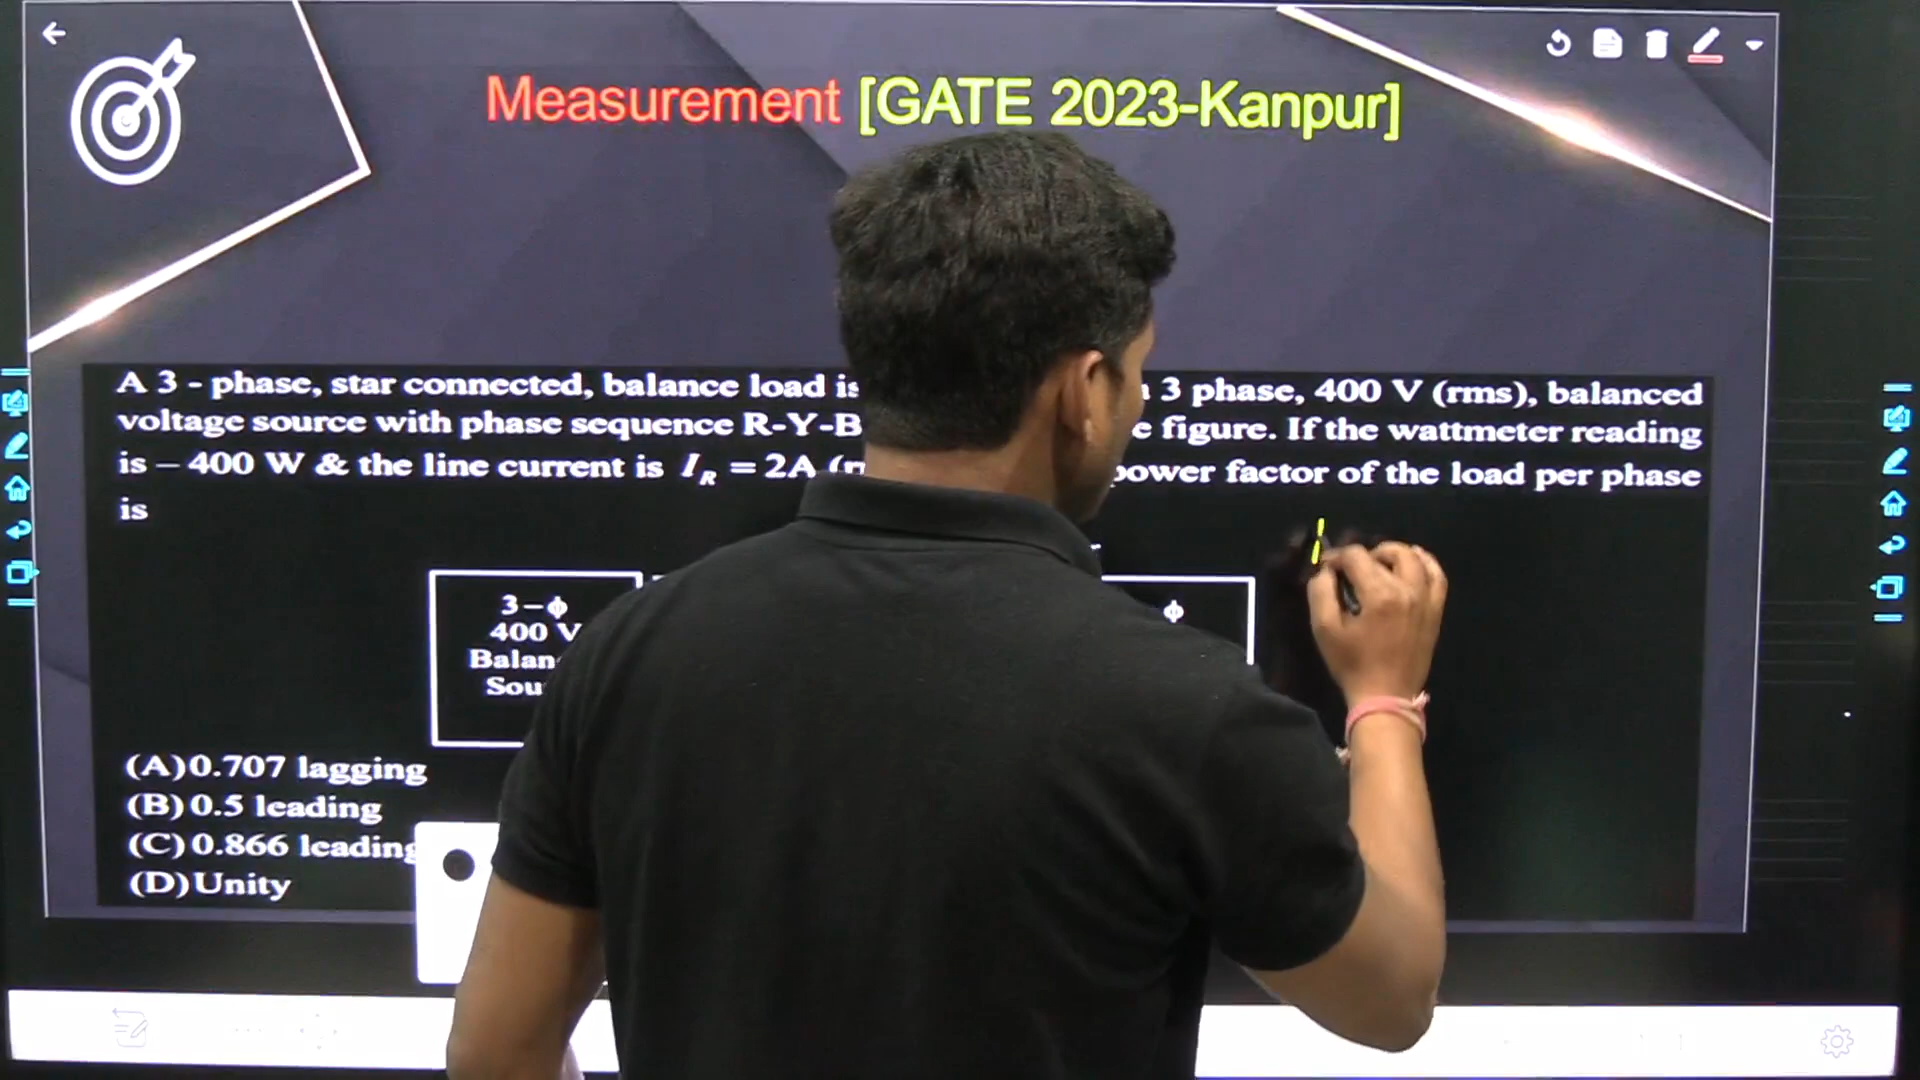 Measurement [GATE 2023-Kanpur]
A 3 - phase, star connected, balance load is 3 phase, 400 V (rms), balanced
voltage source with phase sequence R-Y-B figure. If the wattmeter reading
is – 400 W & the line current is I_R = 2A power factor of the load per phase
is
3–ϕ
400 V
ϕ
(A) 0.707 lagging
(B) 0.5 leading
(C) 0.866 leading
(D) Unity